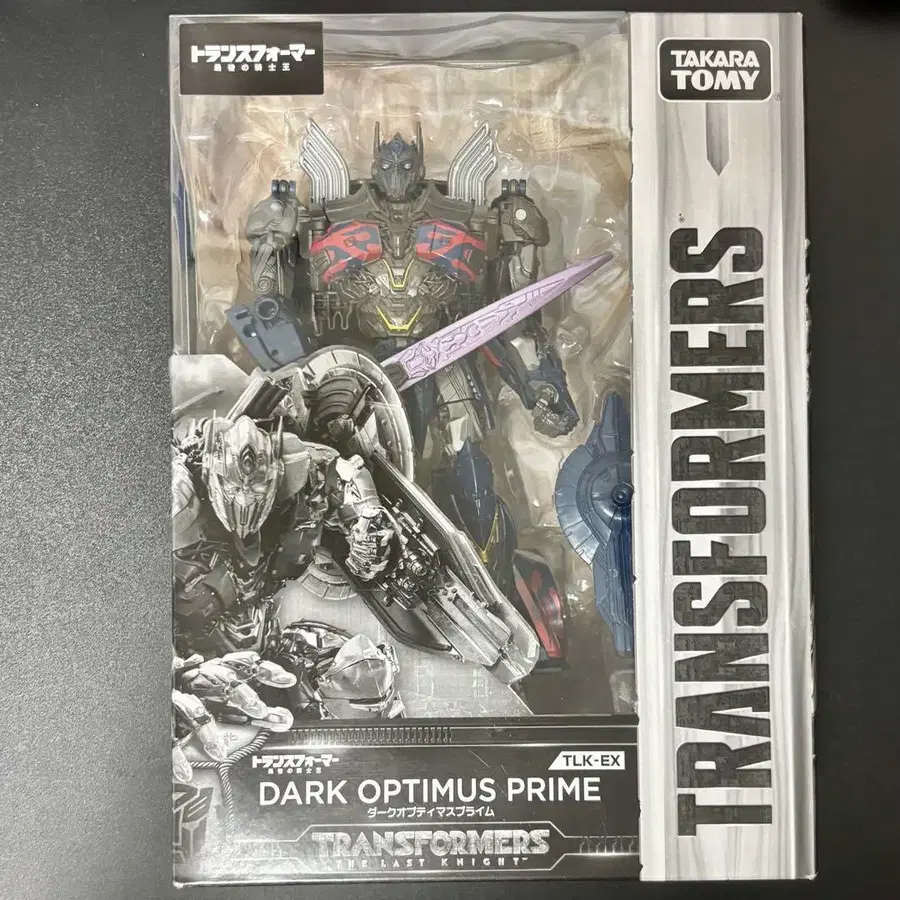 トランスフォーマー
最後の騎士王
TAKARA
TOMY
TRANSFORMERS
トランスフォーマー
最後の騎士王
TLK-EX
DARK OPTIMUS PRIME
ダークオプティマスプライム
TRANSFORMERS
THE LAST KNIGHT